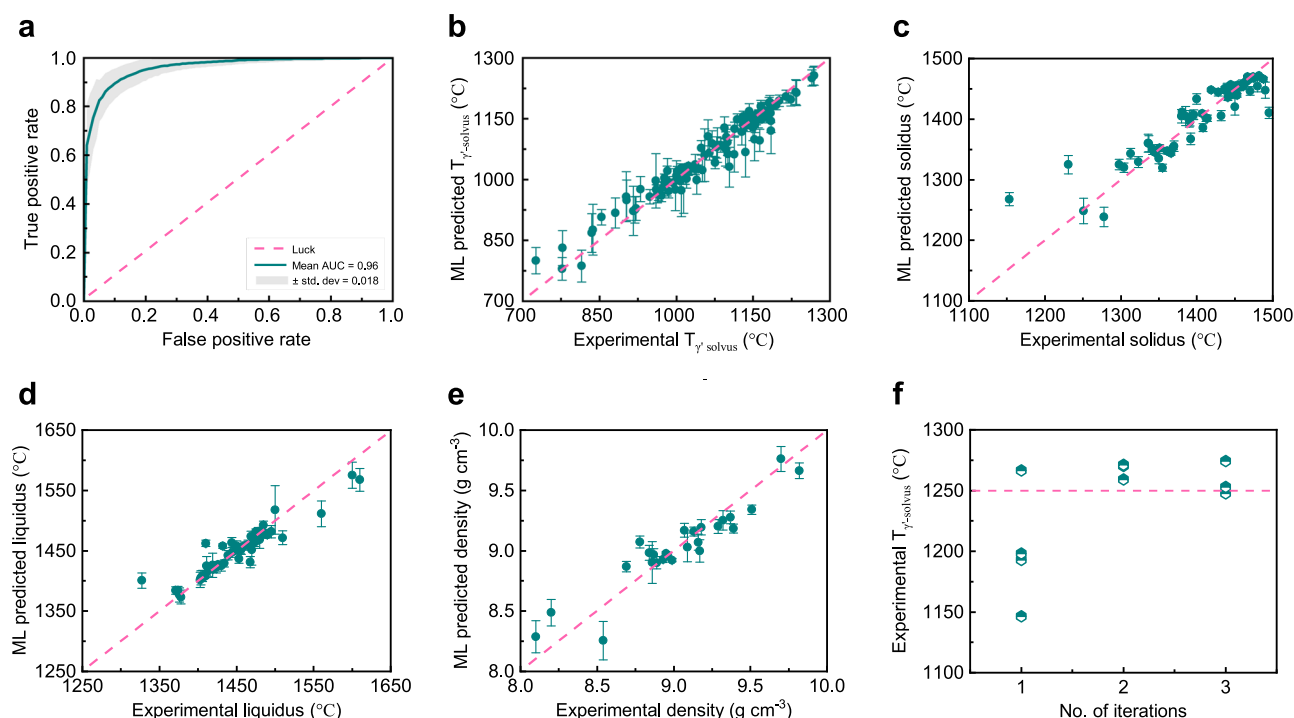 a
True positive rate
1.0
0.8
0.6
0.4
0.2
0.0
0.0 0.2 0.4 0.6 0.8 1.0
False positive rate
Luck
Mean AUC = 0.96
± std. dev = 0.018
b
ML predicted Tγ'-solvus (°C)
1300
1150
1000
850
700
700 850 1000 1150 1300
Experimental Tγ' solvus (°C)
c
ML predicted solidus (°C)
1500
1400
1300
1200
1100
1100 1200 1300 1400 1500
Experimental solidus (°C)
d
ML predicted liquidus (°C)
1650
1550
1450
1350
1250
1250 1350 1450 1550 1650
Experimental liquidus (°C)
e
ML predicted density (g cm⁻³)
10.0
9.5
9.0
8.5
8.0
8.0 8.5 9.0 9.5 10.0
Experimental density (g cm⁻³)
f
Experimental Tγ'-solvus (°C)
1300
1250
1200
1150
1100
1 2 3
No. of iterations